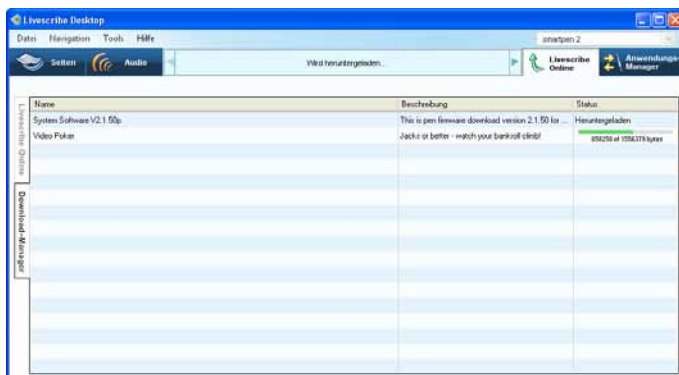 Livescribe Desktop
Datei Navigation Tools Hilfe
smartpen 2
Seiten Audio
Wird heruntergeladen...
Livescribe Online
Anwendungs-Manager
Livescribe Online
Download-Manager
Name Beschreibung Status
System Software V2.1.50p This is pen firmware download version 2.1.50 for ... Heruntergeladen
Video Poker Jacks or better - watch your bankroll climb!
of 1556378 bytes